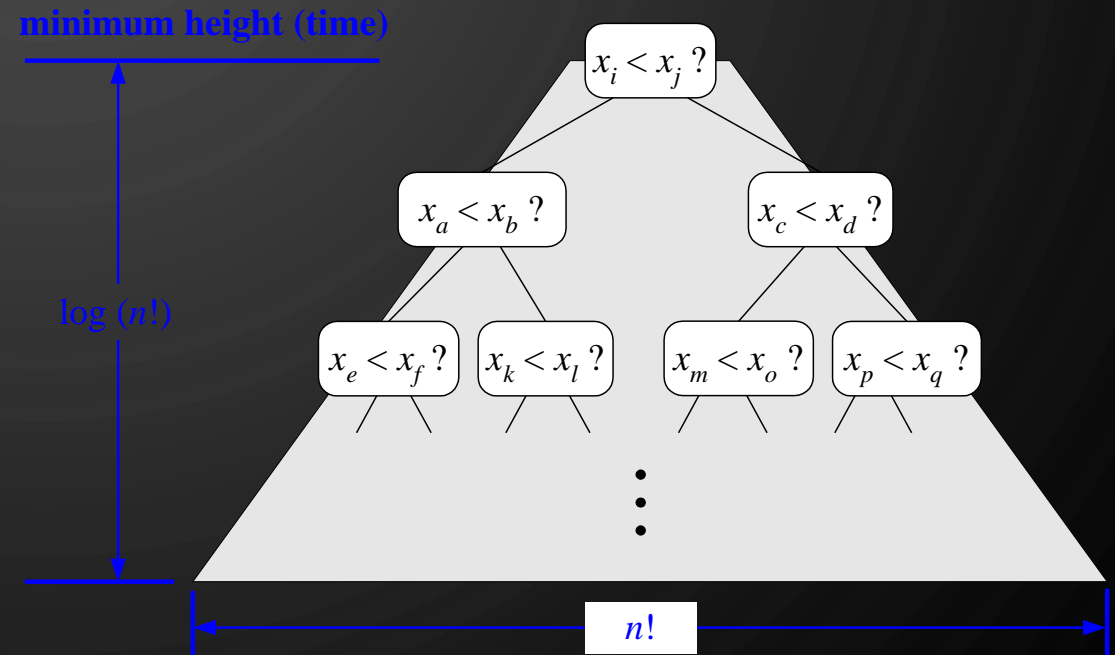 minimum height (time)
x_i < x_j ?
x_a < x_b ?
x_c < x_d ?
log (n!)
x_e < x_f ?
x_k < x_l ?
x_m < x_o ?
x_p < x_q ?
n!